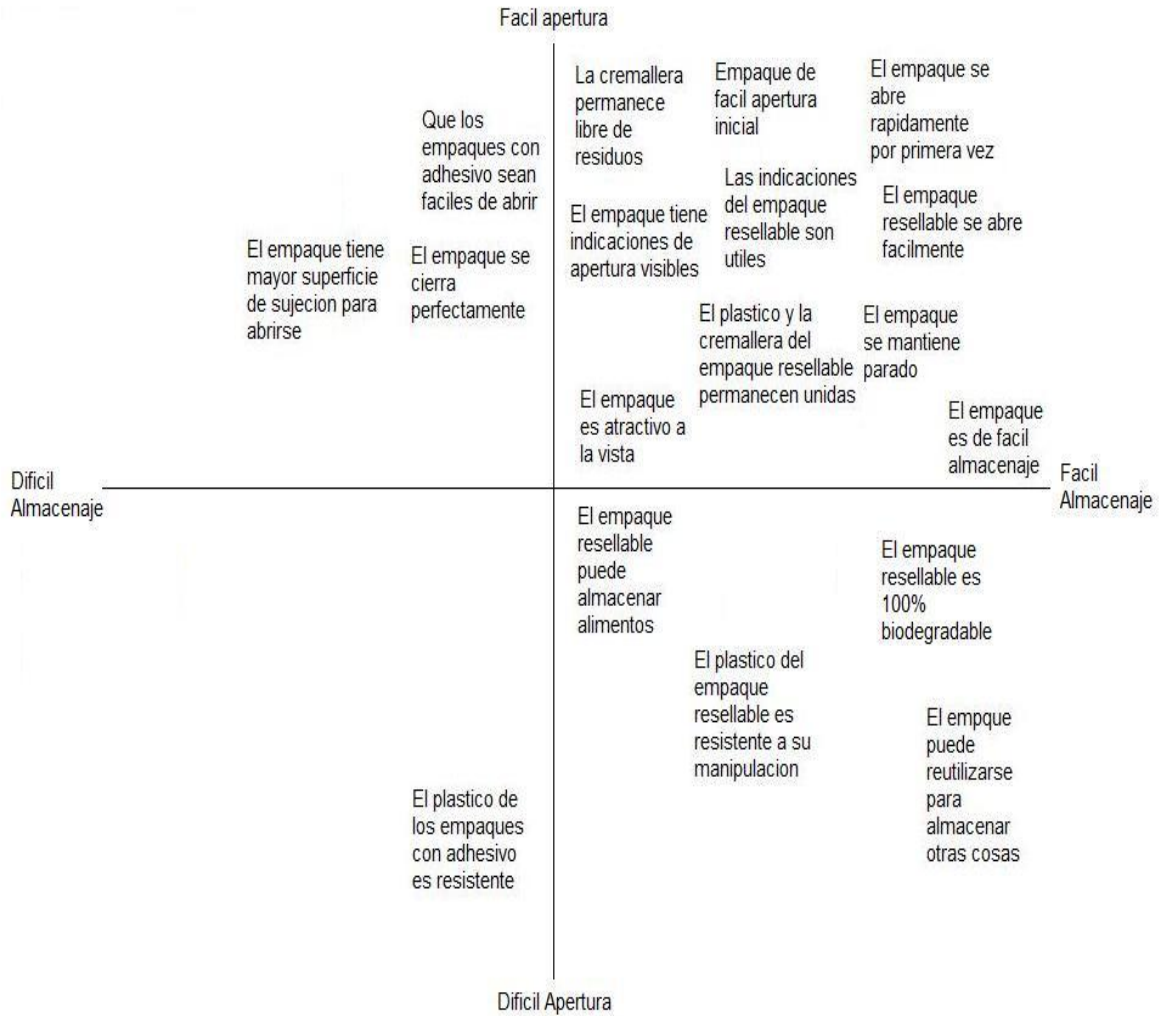 Facil apertura
La cremallera
permanece
libre de
residuos
Empaque de
facil apertura
inicial
El empaque se
abre
rapidamente
por primera vez
Que los
empaques con
adhesivo sean
faciles de abrir
Las indicaciones
del empaque
resellable son
utiles
El empaque
resellable se abre
facilmente
El empaque tiene
indicaciones de
apertura visibles
El empaque tiene
mayor superficie
de sujecion para
abrirse
El empaque se
cierra
perfectamente
El plastico y la
cremallera del
empaque resellable
permanecen unidas
El empaque
se mantiene
parado
El empaque
es atractivo a
la vista
El empaque
es de facil
almacenaje
Dificil
Almacenaje
Facil
Almacenaje
El empaque
resellable
puede
almacenar
alimentos
El empaque
resellable es
100%
biodegradable
El plastico del
empaque
resellable es
resistente a su
manipulacion
El empque
puede
reutilizarse
para
almacenar
otras cosas
El plastico de
los empaques
con adhesivo
es resistente
Dificil Apertura